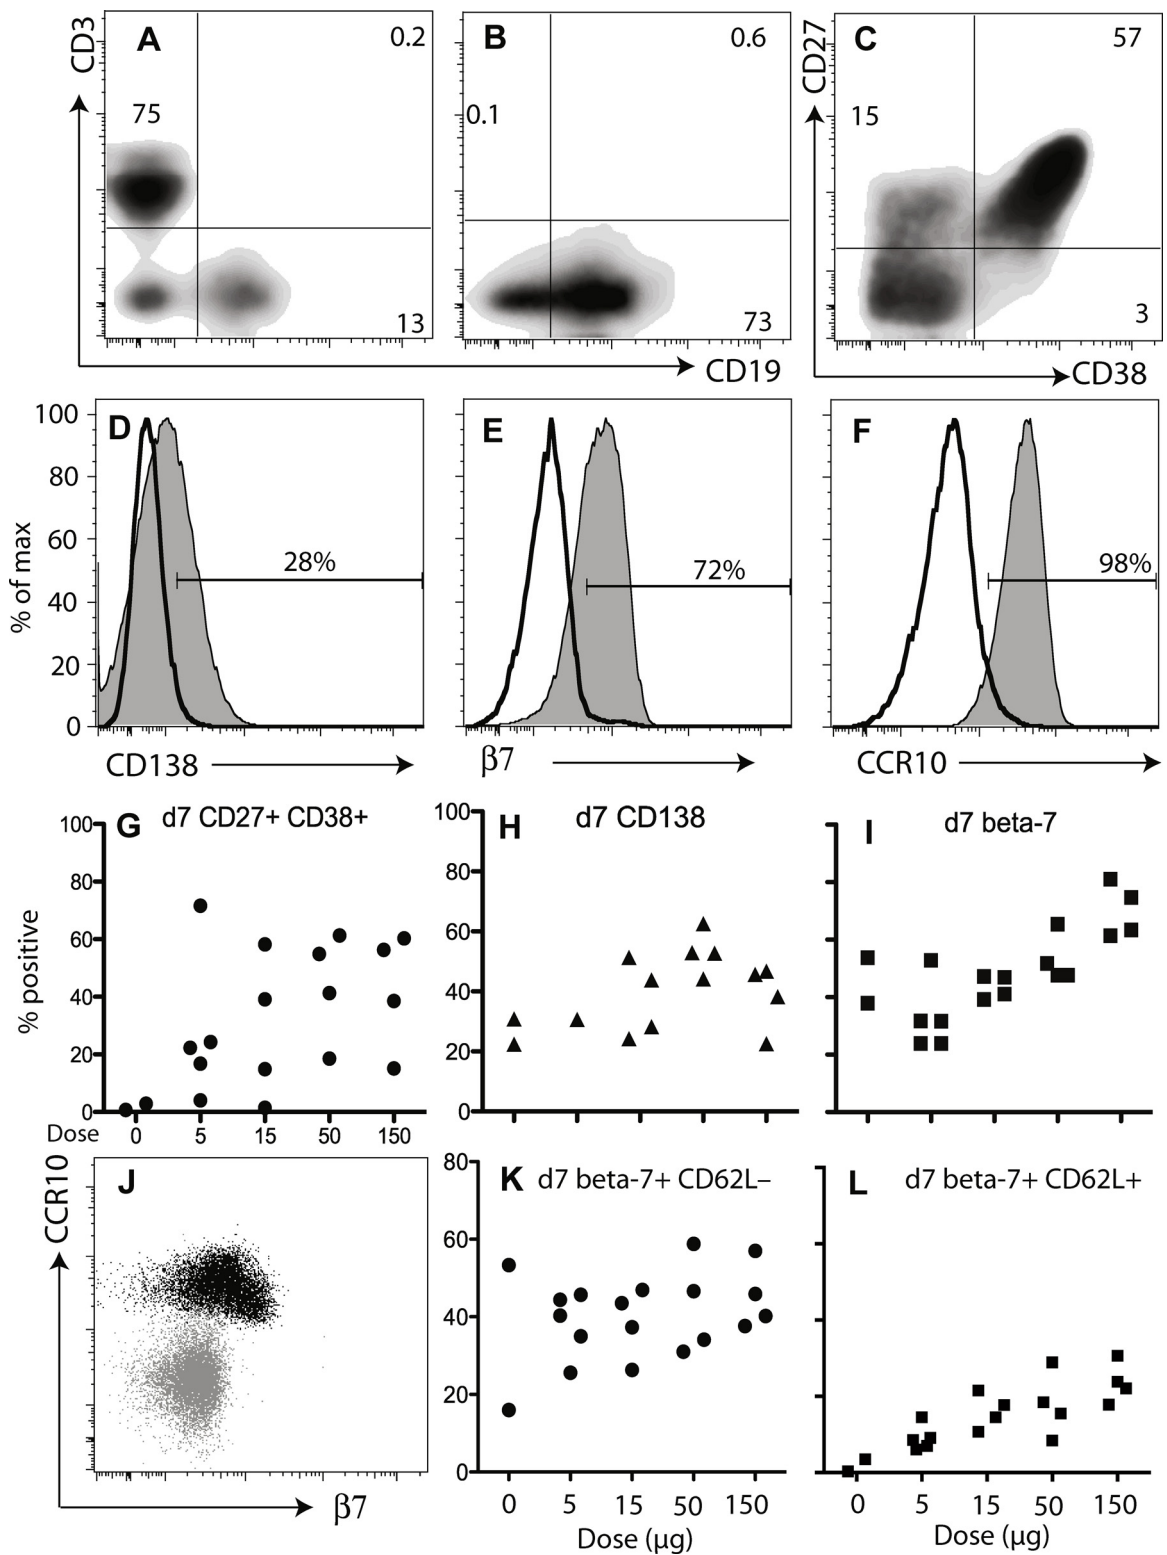 CD3
A
0.2
75
13
B
0.6
0.1
73
CD19
CD27
C
57
15
3
CD38
% of max
100
80
60
40
20
0
D
28%
CD138
E
72%
β7
F
98%
CCR10
% positive
G d7 CD27+ CD38+
100
80
60
40
20
0
Dose 0 5 15 50 150
H d7 CD138
100
80
60
40
20
0
I d7 beta-7
J
CCR10
β7
K d7 beta-7+ CD62L–
80
60
40
20
0
0 5 15 50 150
Dose (µg)
L d7 beta-7+ CD62L+
0 5 15 50 150
Dose (µg)